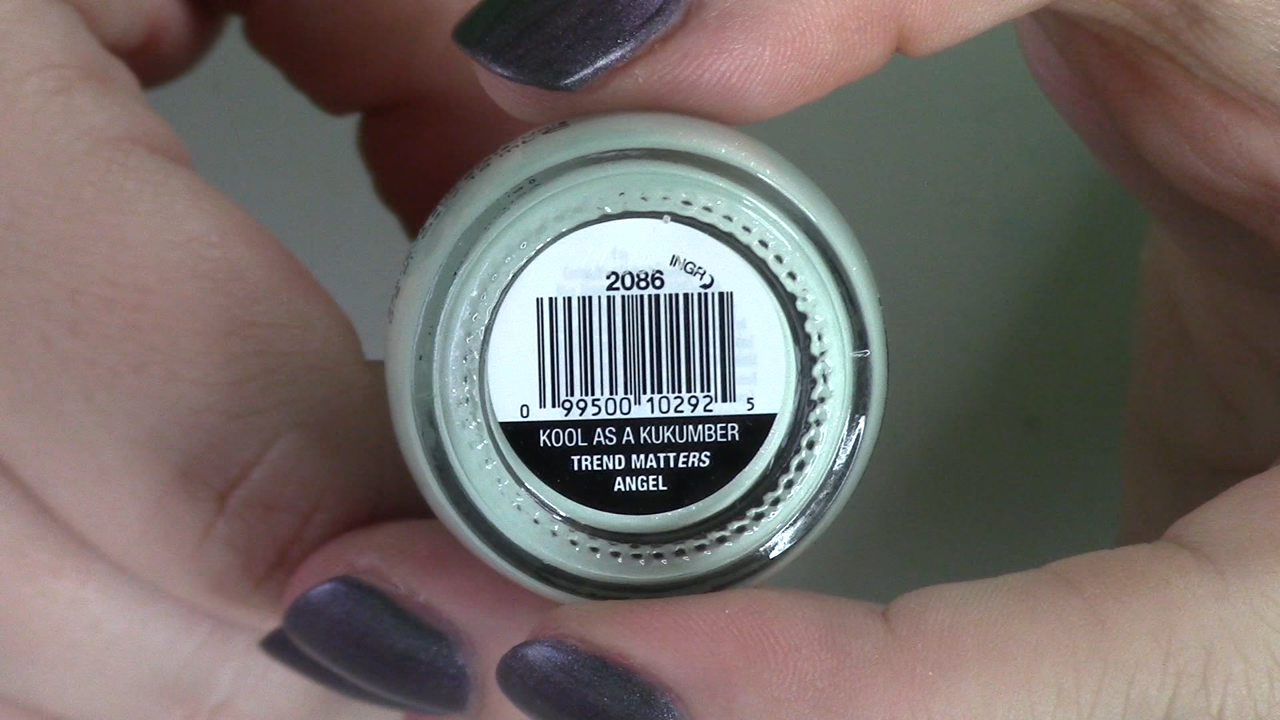 INGR
2086
0 99500 10292 5
KOOL AS A KUKUMBER
TREND MATTERS
ANGEL